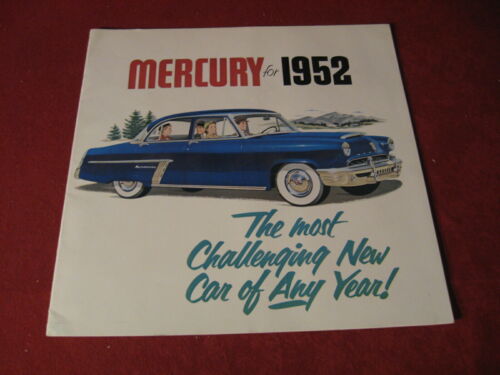 MERCURY for 1952
The most
Challenging New
Car of Any Year!